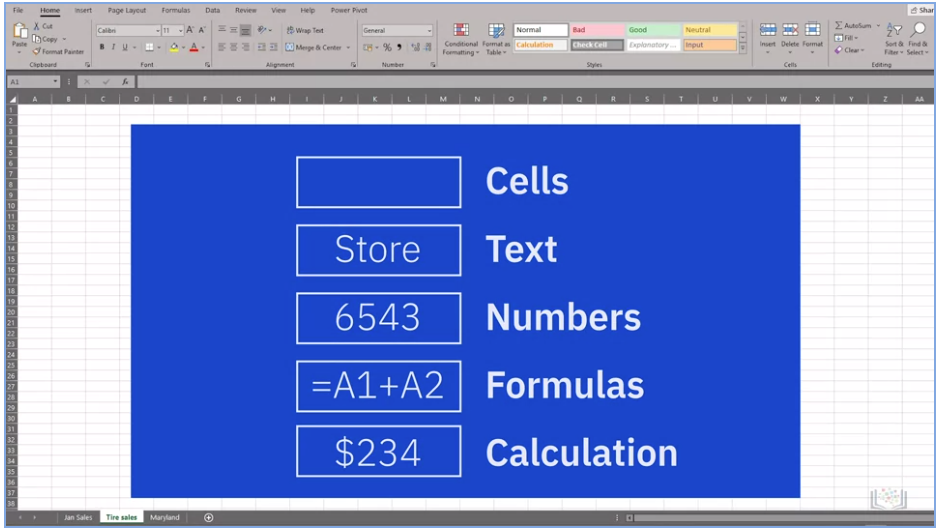 File Home Insert Page Layout Formulas Data Review View Help Power Pivot Shar
Cut
Copy
Format Painter
Paste
Calibri 11
B I U
Wrap Text
Merge & Center
General
Conditional Formatting
Format as Table
Normal Bad Good Neutral
Calculation Check Cell Explanatory ... Input
Insert Delete Format
AutoSum
Fill
Clear
Sort & Filter
Find & Select
Clipboard Font Alignment Number Styles Cells Editing
A1 fx
A B C D E F G H I J K L M N O P Q R S T U V W X Y Z AA
1
2
3
4
5
6
7
8
9
10
11
12
13
14
15
16
17
18
19
20
21
22
23
24
25
26
27
28
29
30
31
32
33
34
35
36
37
38
Cells
Store Text
6543 Numbers
=A1+A2 Formulas
$234 Calculation
Jan Sales Tire sales Maryland